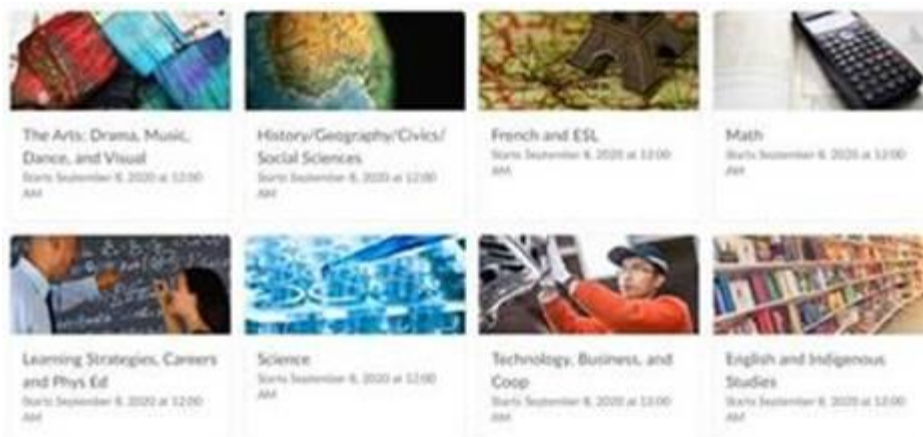 The Arts: Drama, Music,
Dance, and Visual
Starts September 8, 2020 at 12:00
AM
History/Geography/Civics/
Social Sciences
Starts September 8, 2020 at 12:00
AM
French and ESL
Starts September 8, 2020 at 12:00
AM
Math
Starts September 8, 2020 at 12:00
AM
Learning Strategies, Careers
and Phys Ed
Starts September 8, 2020 at 12:00
AM
Science
Starts September 8, 2020 at 12:00
AM
Technology, Business, and
Coop
Starts September 8, 2020 at 12:00
AM
English and Indigenous
Studies
Starts September 8, 2020 at 12:00
AM